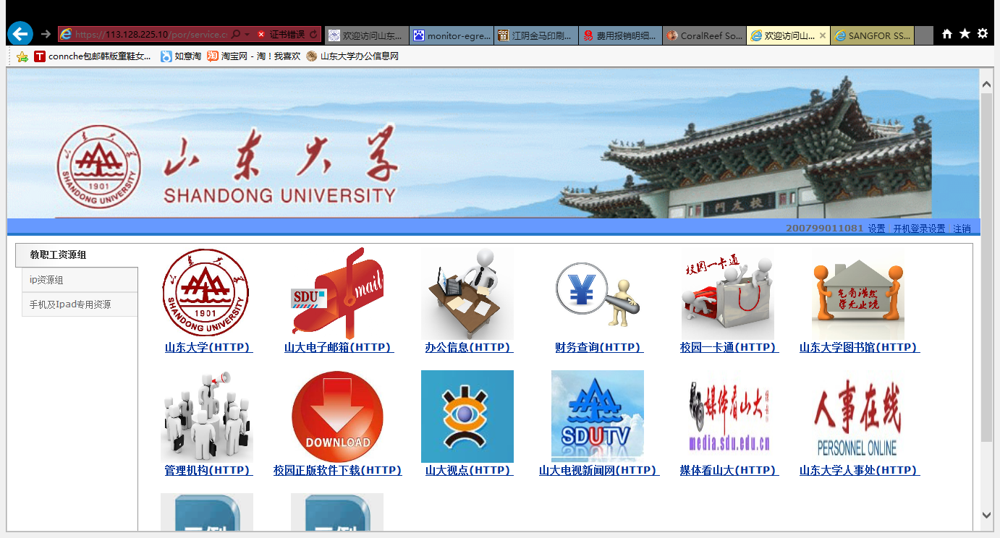 https://113.128.225.10/por/service.cs 证书错误
欢迎访问山东...
monitor-egre...
江阴金马印刷...
费用报销明细...
CoralReef So...
欢迎访问山...
SANGFOR SS...
connche包邮韩版童鞋女...
如意淘
淘宝网 - 淘！我喜欢
山东大学办公信息网
山东大学
SHANDONG UNIVERSITY
1901
SHANDONG UNIVERSITY
門友校
200799011081 设置 开机登录设置 注销
教职工资源组
ip资源组
手机及Ipad专用资源
1901
SHANDONG UNIVERSITY
SDU
mail
校园一卡通
气有浩然
学无止境
山东大学(HTTP)
山大电子邮箱(HTTP)
办公信息(HTTP)
财务查询(HTTP)
校园一卡通(HTTP)
山东大学图书馆(HTTP)
DOWNLOAD
SDUTV
媒体看山大
media.sdu.edu.cn
人事在线
PERSONNEL ONLINE
管理机构(HTTP)
校园正版软件下载(HTTP)
山大视点(HTTP)
山大电视新闻网(HTTP)
媒体看山大(HTTP)
山东大学人事处(HTTP)